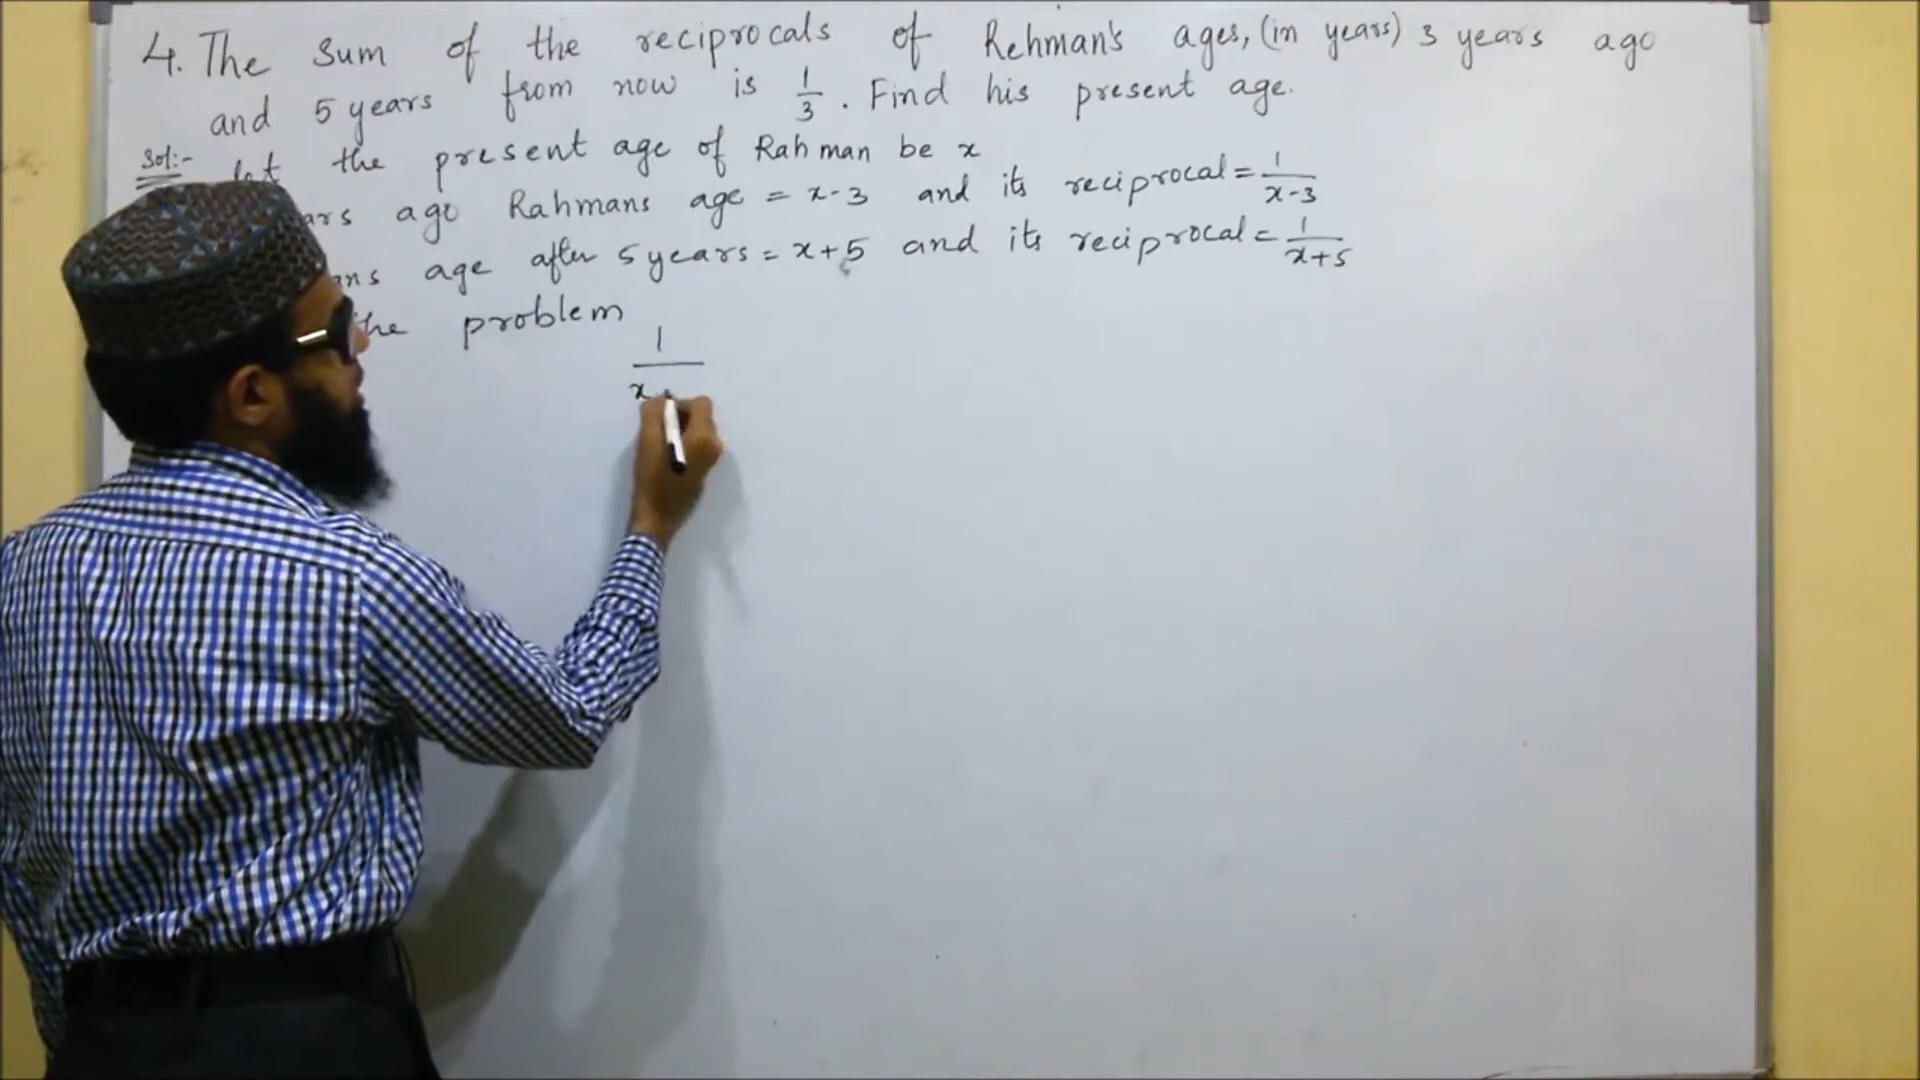 4. The sum of the reciprocals of Rehman's ages, (in years) 3 years ago
and 5 years from now is 1/3. Find his present age.
Sol:- let the present age of Rahman be x
ago Rahmans age = x-3 and its reciprocal = 1/x-3
age after 5 years = x+5 and its reciprocal = 1/x+5
the problem
1/x